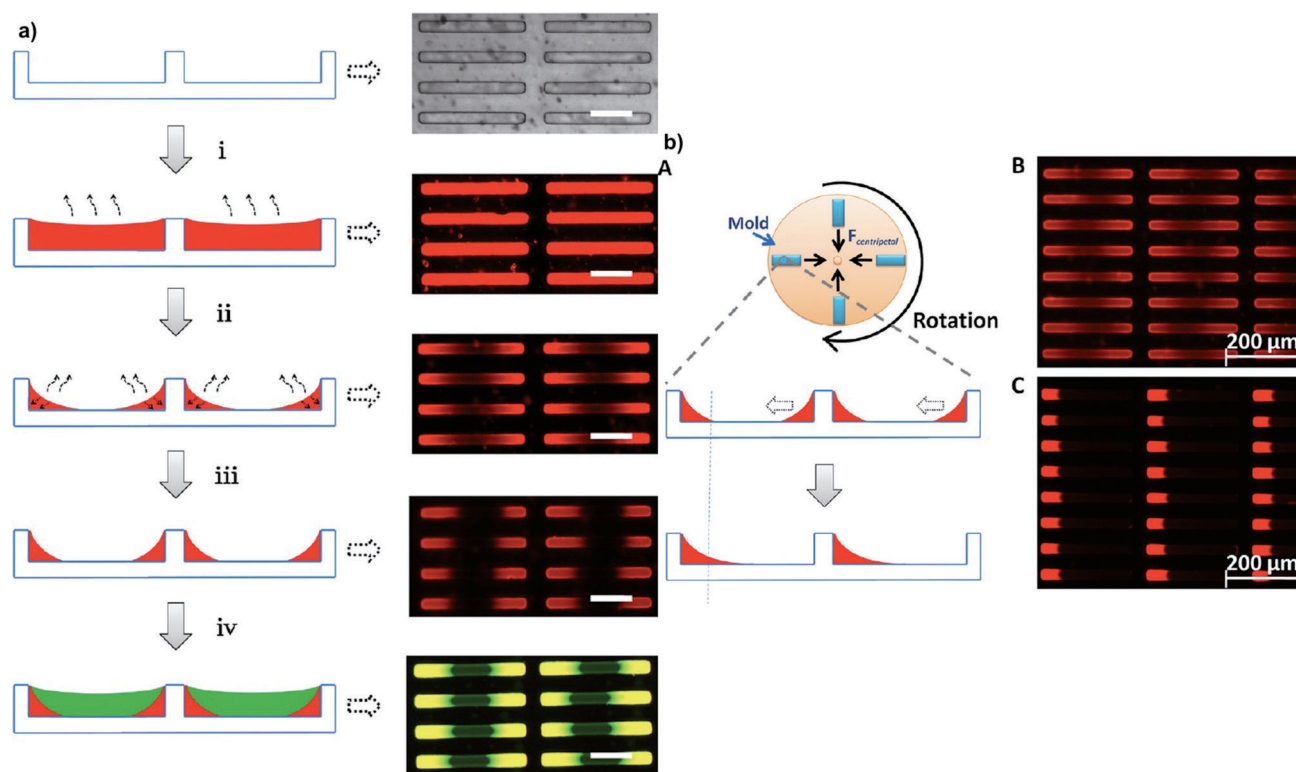 a)
i
ii
iii
iv
b)
A
Mold
F centripetal
Rotation
B
200 µm
C
200 µm